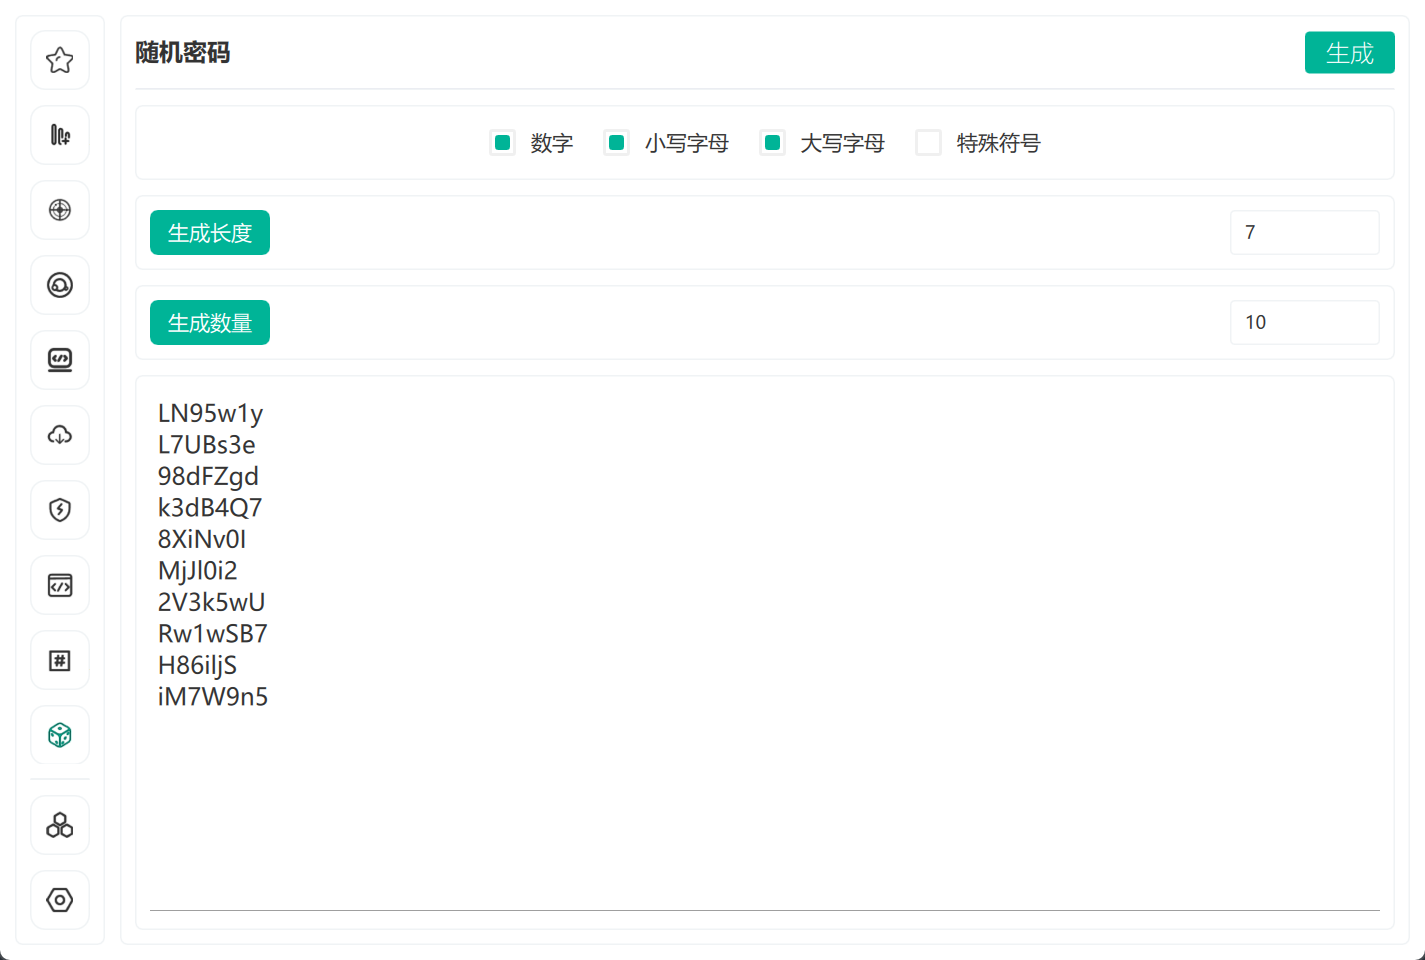 随机密码
生成
数字 小写字母 大写字母 特殊符号
生成长度
7
生成数量
10
LN95w1y
L7UBs3e
98dFZgd
k3dB4Q7
8XiNv0I
MjJl0i2
2V3k5wU
Rw1wSB7
H86iljS
iM7W9n5